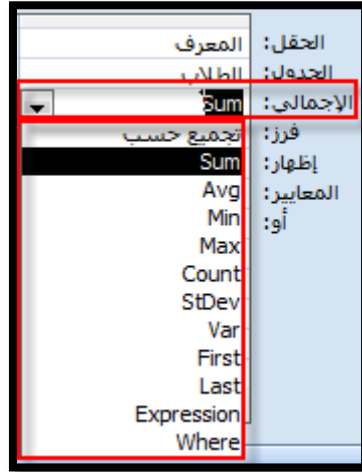 الحقل: المعرف
الجدول: الطلاب
الإجمالي: Sum
فرز: تجميع حسب
إظهار: Sum
المعايير: Avg
أو: Min
Max
Count
StDev
Var
First
Last
Expression
Where